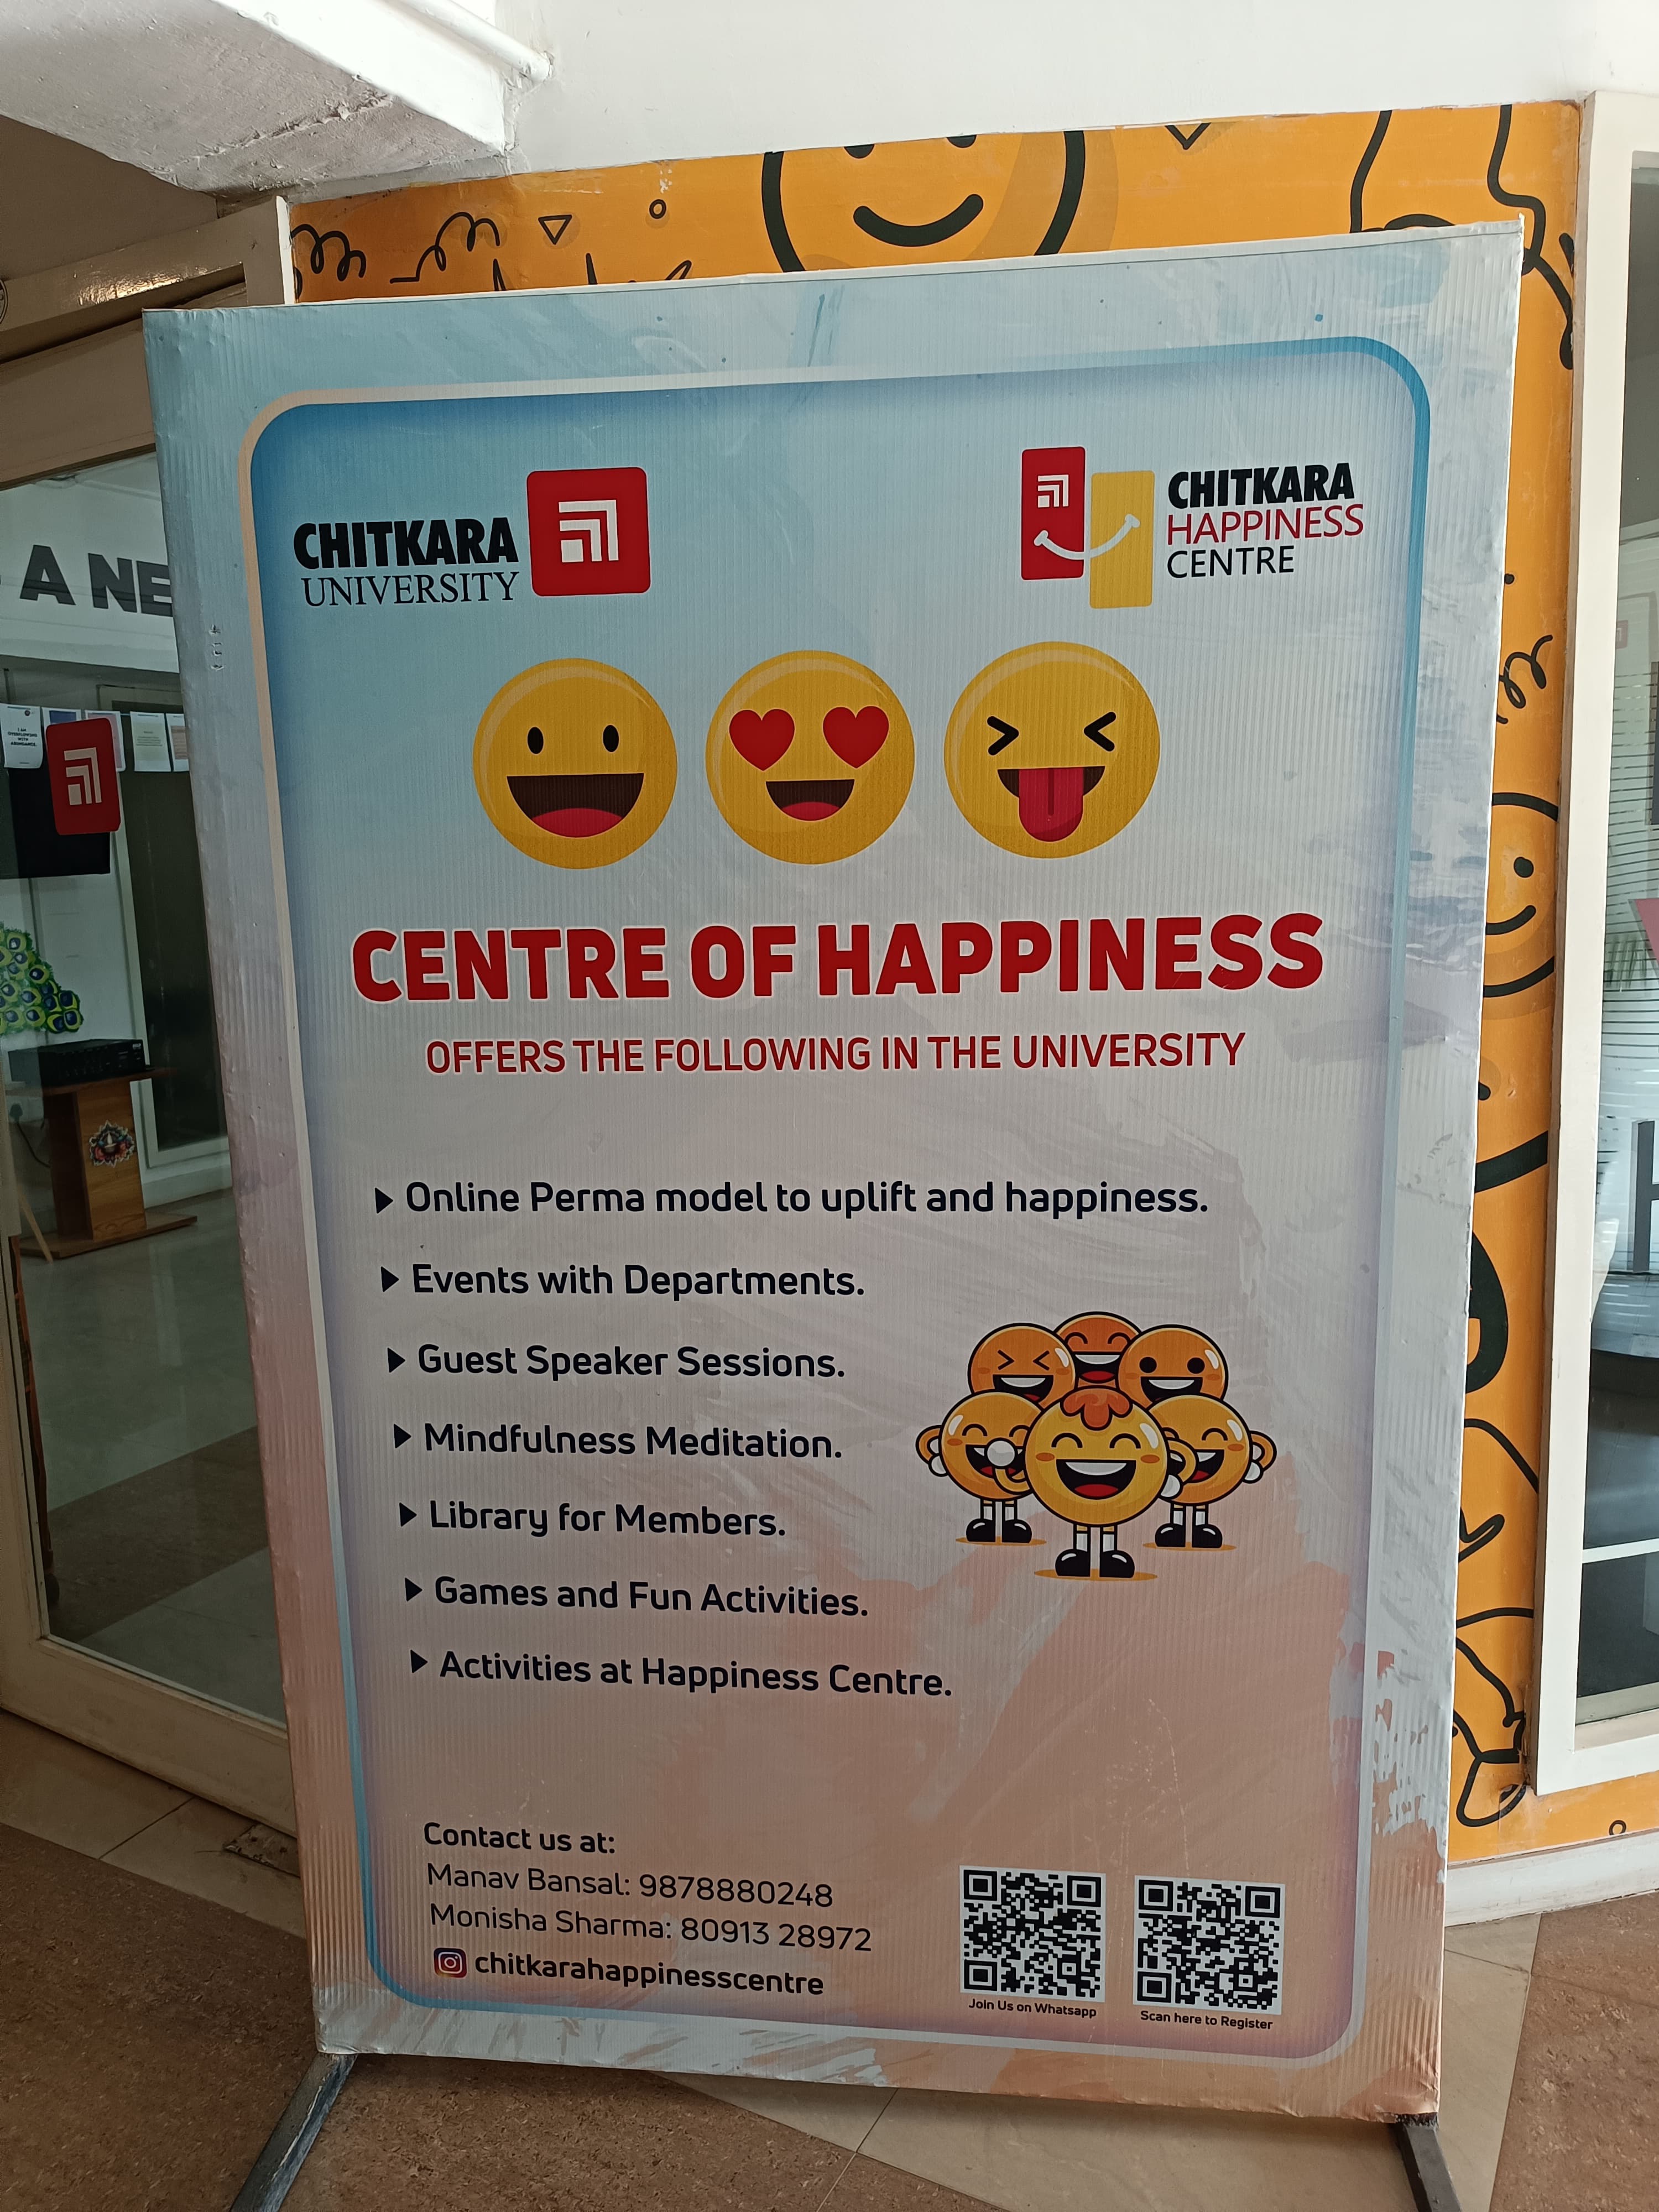 A NE
CHITKARA
UNIVERSITY
CHITKARA
HAPPINESS
CENTRE
CENTRE OF HAPPINESS
OFFERS THE FOLLOWING IN THE UNIVERSITY
Online Perma model to uplift and happiness.
Events with Departments.
Guest Speaker Sessions.
Mindfulness Meditation.
Library for Members.
Games and Fun Activities.
Activities at Happiness Centre.
Contact us at:
Manav Bansal: 9878880248
Monisha Sharma: 80913 28972
chitkarahappinesscentre
Join Us on Whatsapp
Scan here to Register